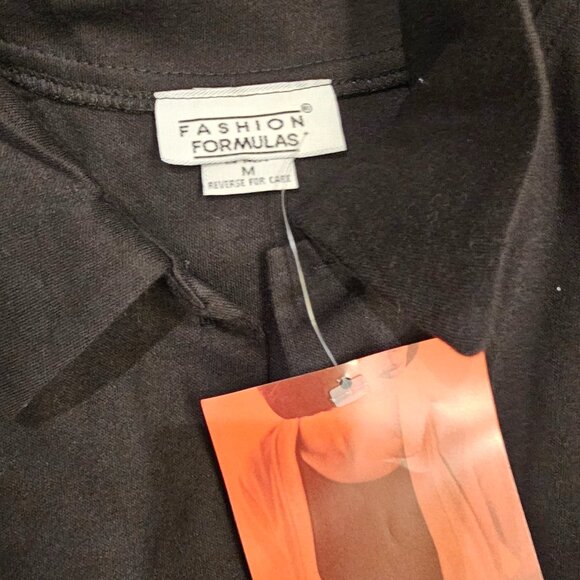 FASHION ®
FORMULAS
M
REVERSE FOR CARE